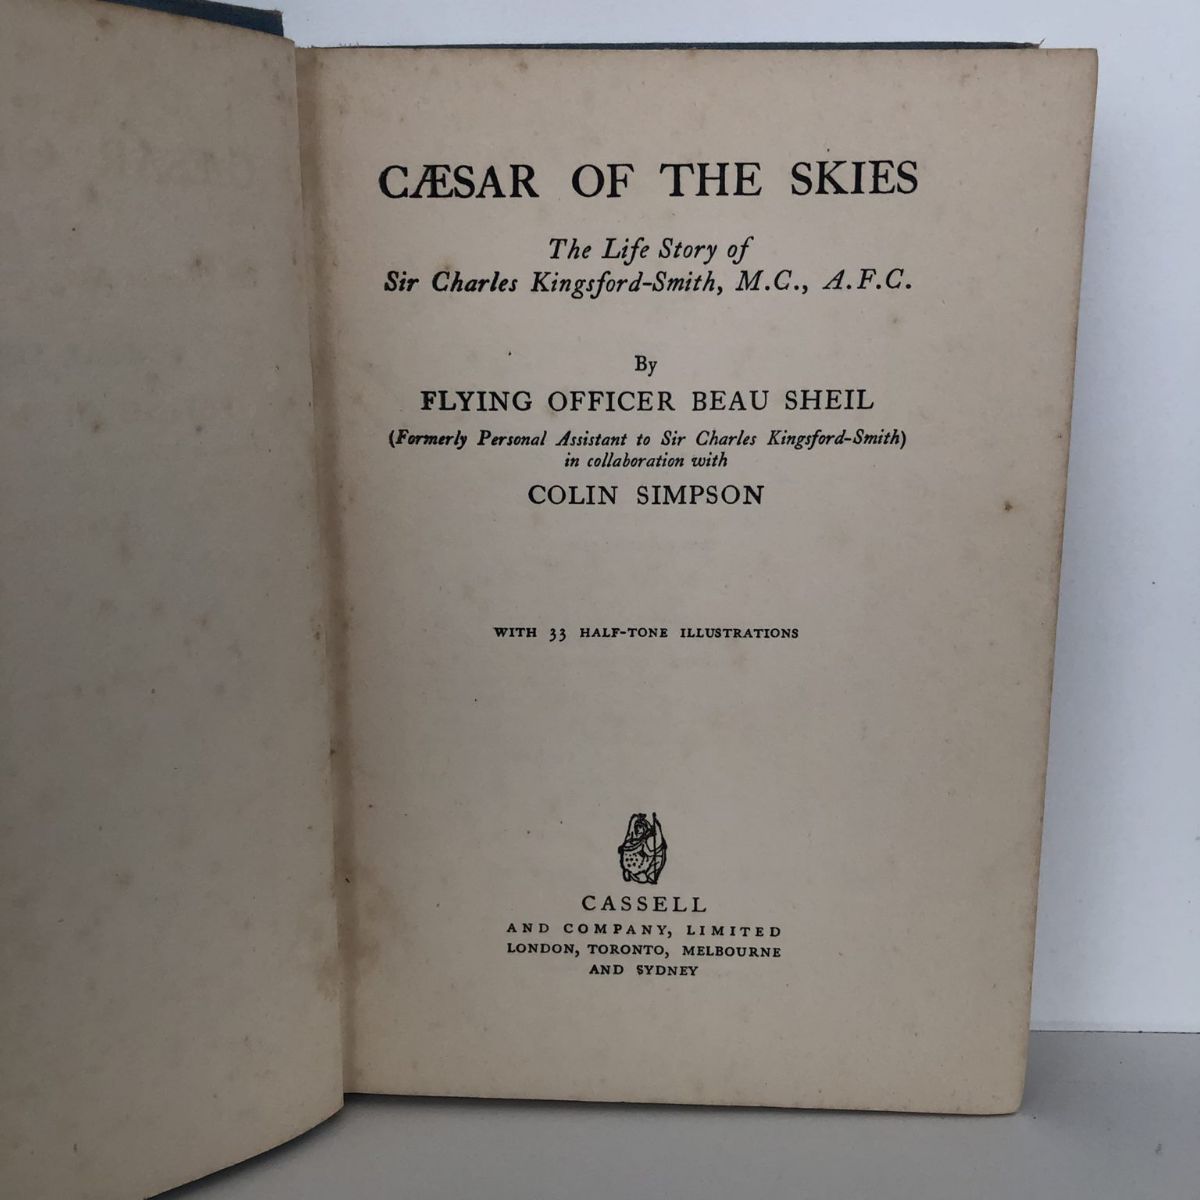 CÆSAR OF THE SKIES
The Life Story of
Sir Charles Kingsford-Smith, M.C., A.F.C.
By
FLYING OFFICER BEAU SHEIL
(Formerly Personal Assistant to Sir Charles Kingsford-Smith)
in collaboration with
COLIN SIMPSON
WITH 33 HALF-TONE ILLUSTRATIONS
CASSELL
AND COMPANY, LIMITED
LONDON, TORONTO, MELBOURNE
AND SYDNEY